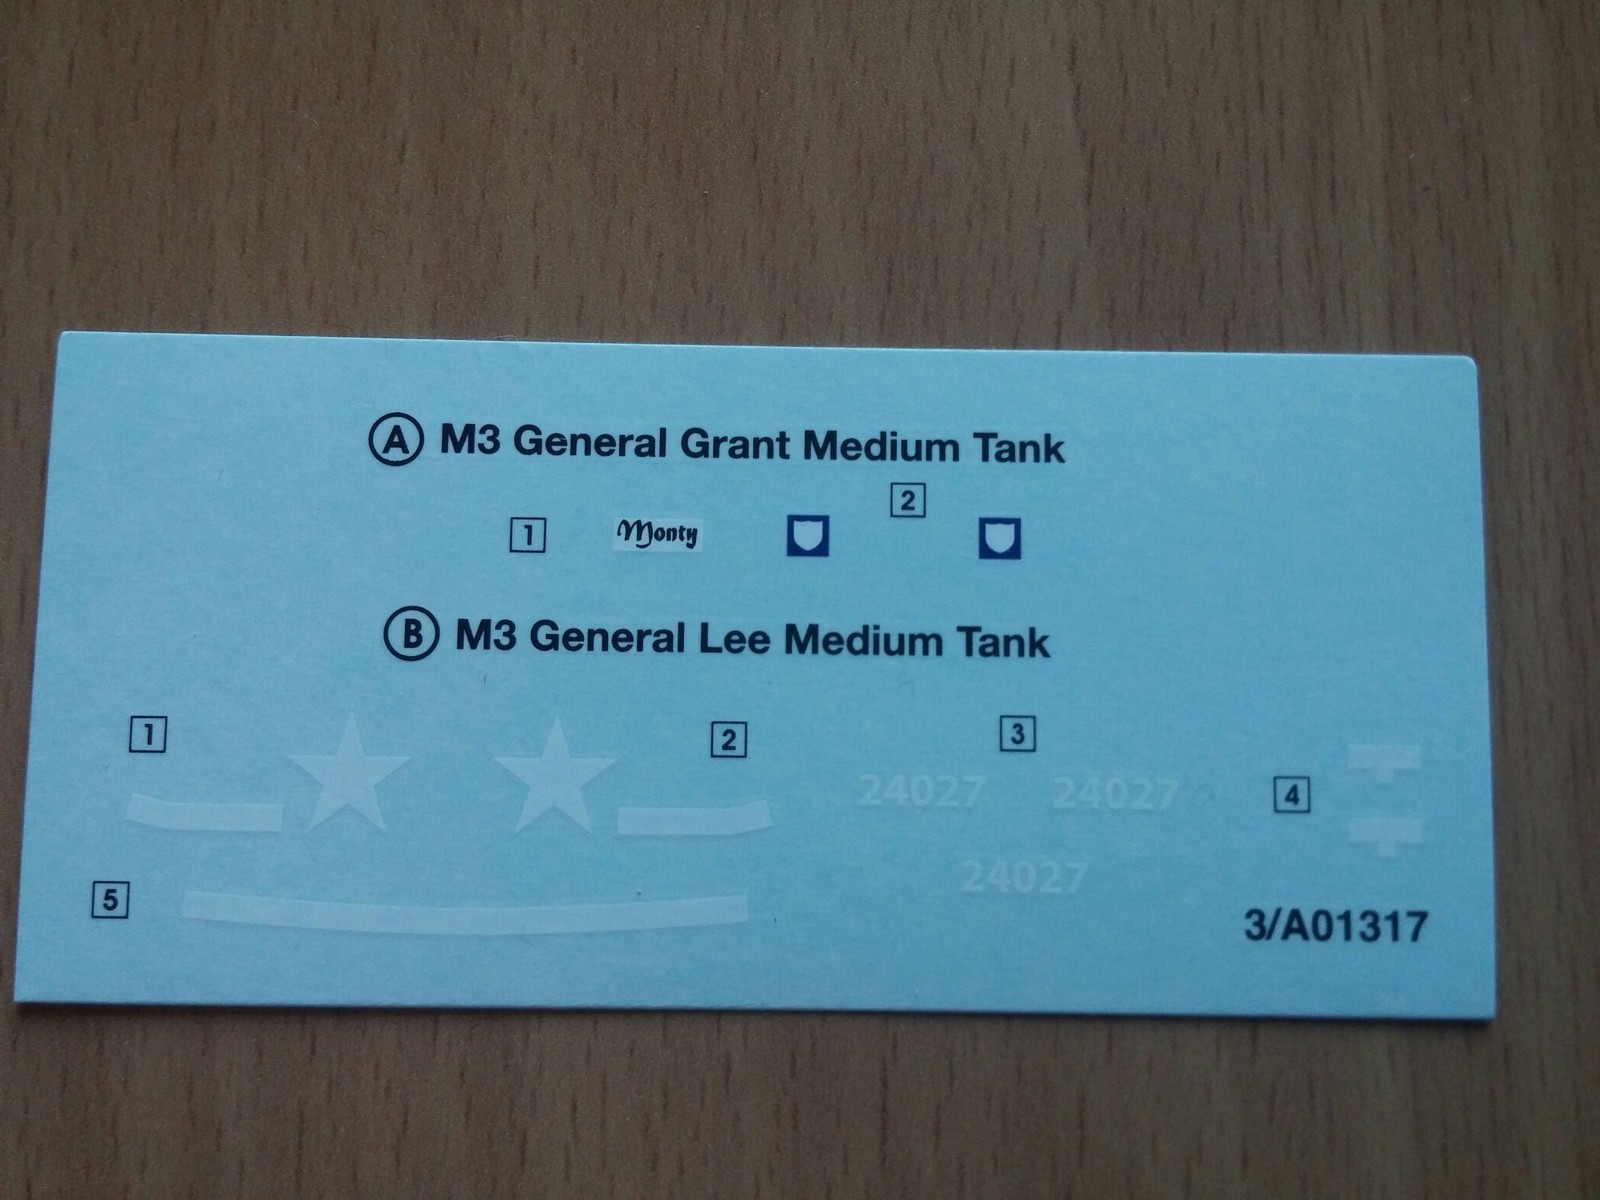 A M3 General Grant Medium Tank
2
1 Monty
B M3 General Lee Medium Tank
1 2 3
24027 24027
4
24027
5
3/A01317